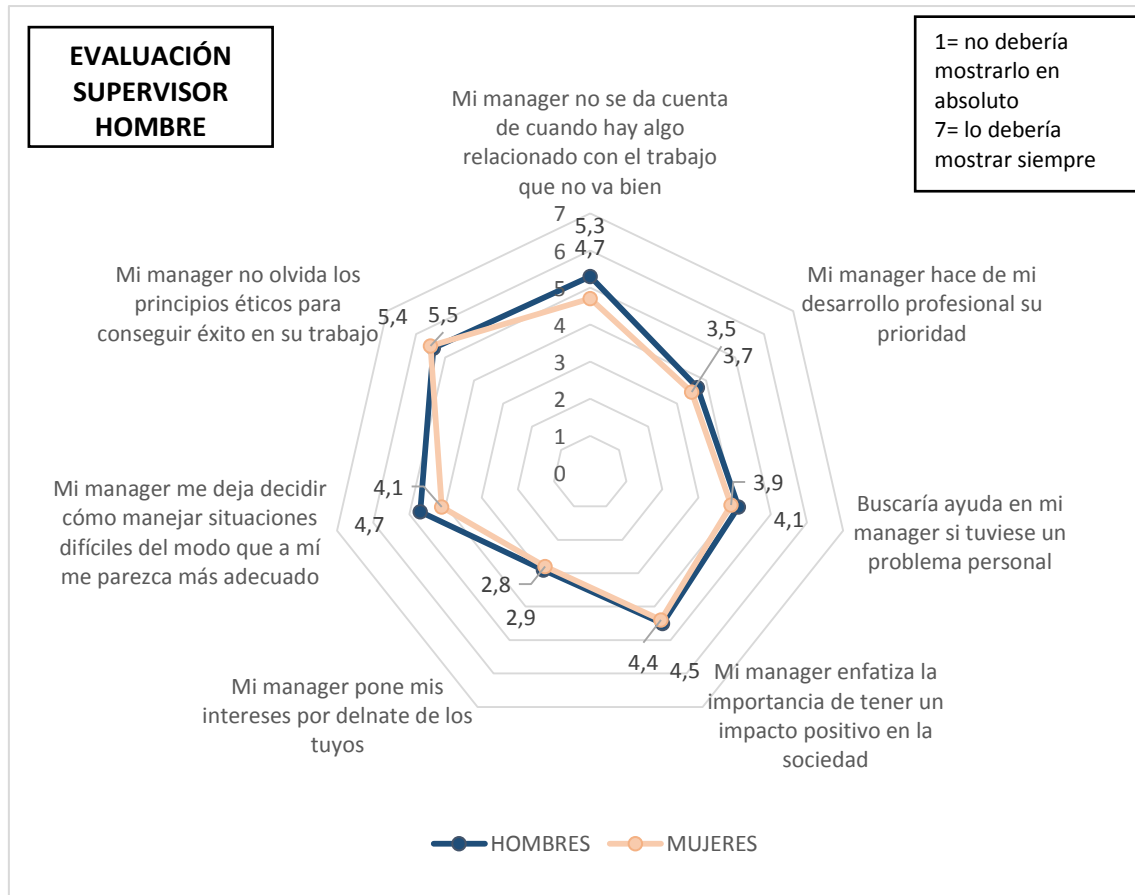 EVALUACIÓN
SUPERVISOR
HOMBRE
1= no debería
mostrarlo en
absoluto
7= lo debería
mostrar siempre
Mi manager no se da cuenta
de cuando hay algo
relacionado con el trabajo
que no va bien
7
5,3
6
4,7
5
4
3
2
1
0
Mi manager hace de mi
desarrollo profesional su
prioridad
3,5
3,7
Buscaría ayuda en mi
manager si tuviese un
problema personal
3,9
4,1
Mi manager enfatiza la
importancia de tener un
impacto positivo en la
sociedad
4,4
4,5
Mi manager pone mis
intereses por delnate de los
tuyos
2,8
2,9
Mi manager me deja decidir
cómo manejar situaciones
difíciles del modo que a mí
me parezca más adecuado
4,1
4,7
Mi manager no olvida los
principios éticos para
conseguir éxito en su trabajo
5,4
5,5
HOMBRES
MUJERES